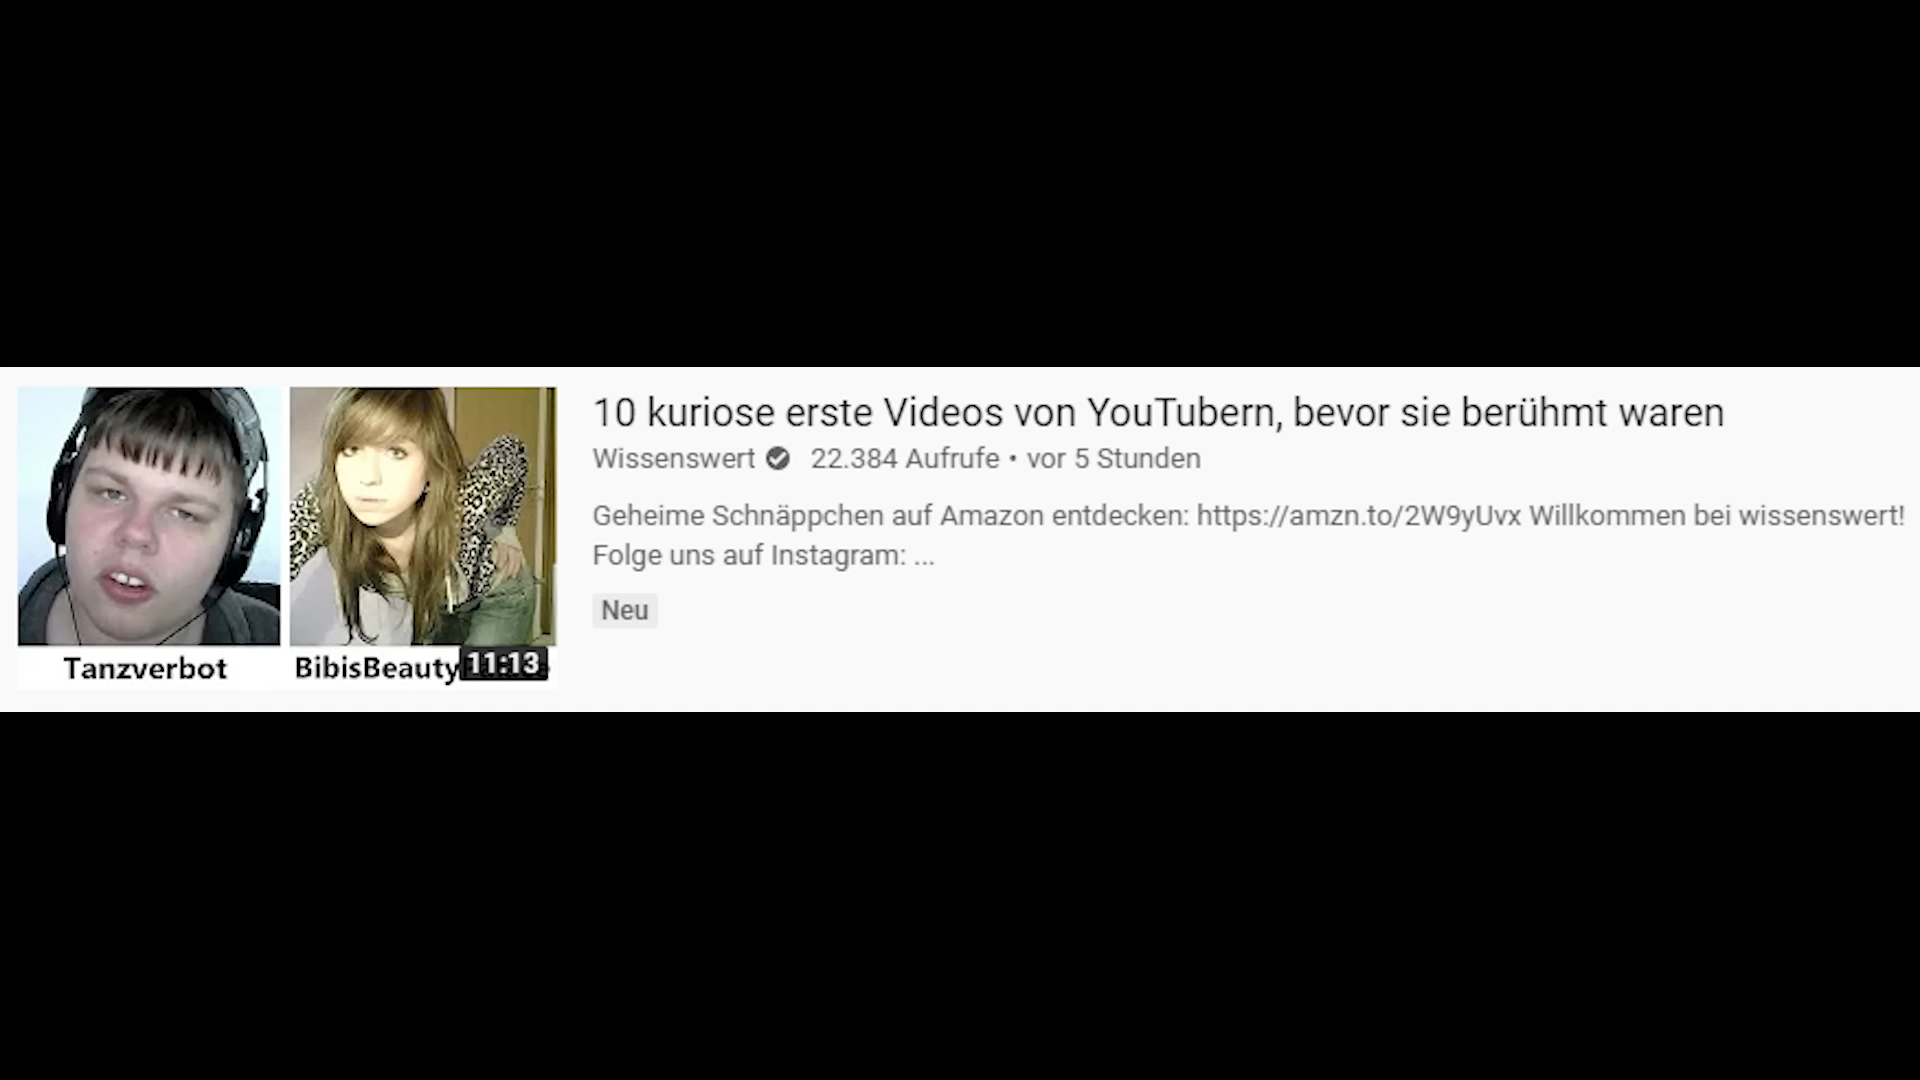 10 kuriose erste Videos von YouTubern, bevor sie berühmt waren
Wissenswert 22.384 Aufrufe • vor 5 Stunden
Geheime Schnäppchen auf Amazon entdecken: https://amzn.to/2W9yUvx Willkommen bei wissenswert!
Folge uns auf Instagram: ...
Neu
Tanzverbot
BibisBeauty
11:13